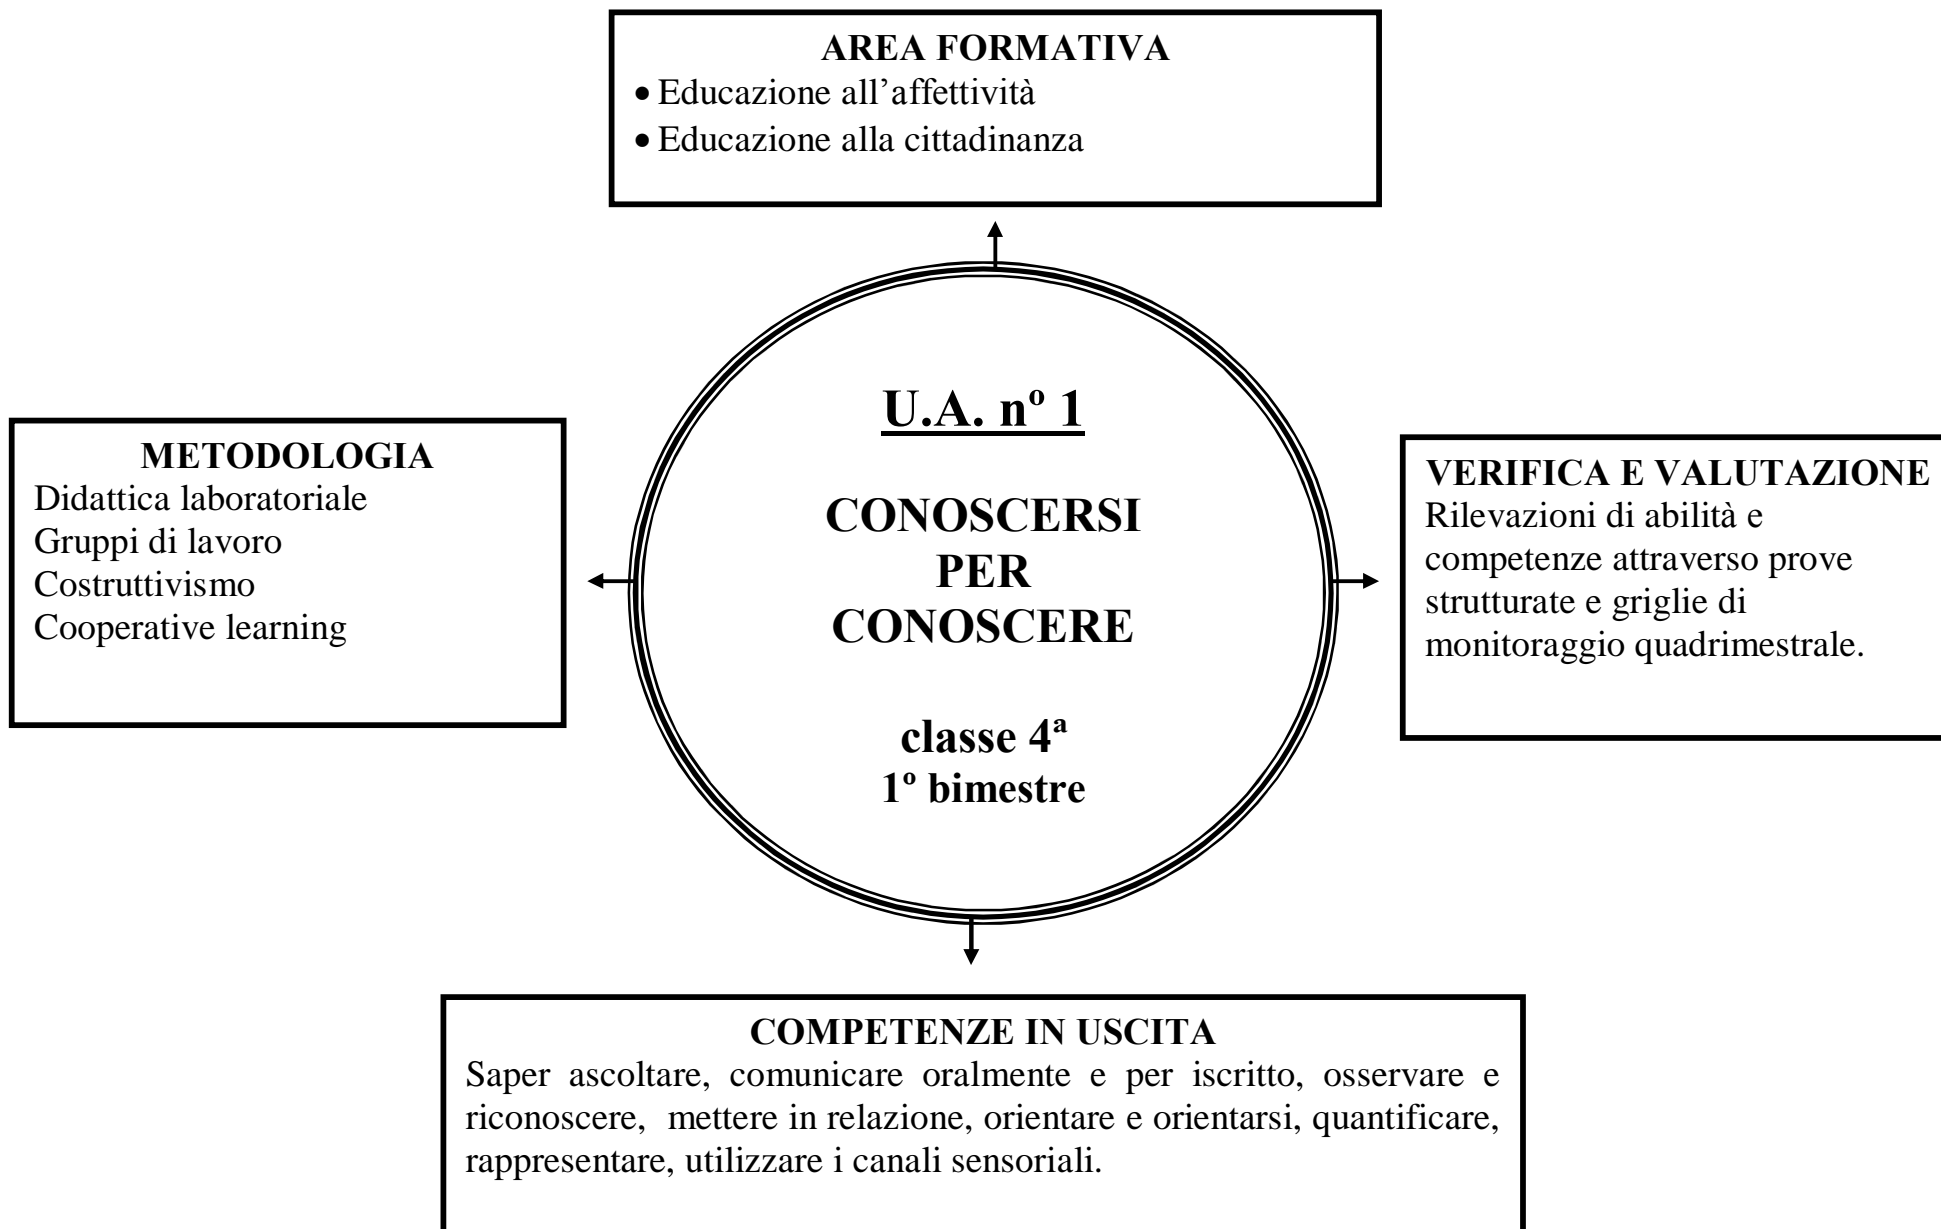 AREA FORMATIVA
• Educazione all’affettività
• Educazione alla cittadinanza
U.A. nº 1
CONOSCERSI
PER
CONOSCERE
classe 4ª
1º bimestre
METODOLOGIA
Didattica laboratoriale
Gruppi di lavoro
Costruttivismo
Cooperative learning
VERIFICA E VALUTAZIONE
Rilevazioni di abilità e
competenze attraverso prove
strutturate e griglie di
monitoraggio quadrimestrale.
COMPETENZE IN USCITA
Saper ascoltare, comunicare oralmente e per iscritto, osservare e
riconoscere, mettere in relazione, orientare e orientarsi, quantificare,
rappresentare, utilizzare i canali sensoriali.